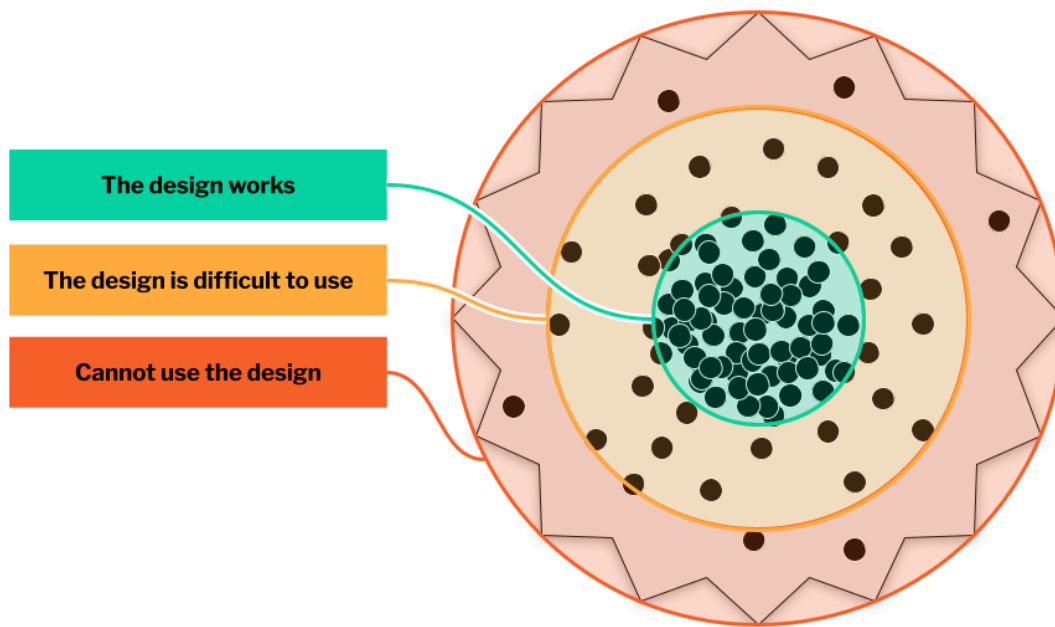 The design works
The design is difficult to use
Cannot use the design